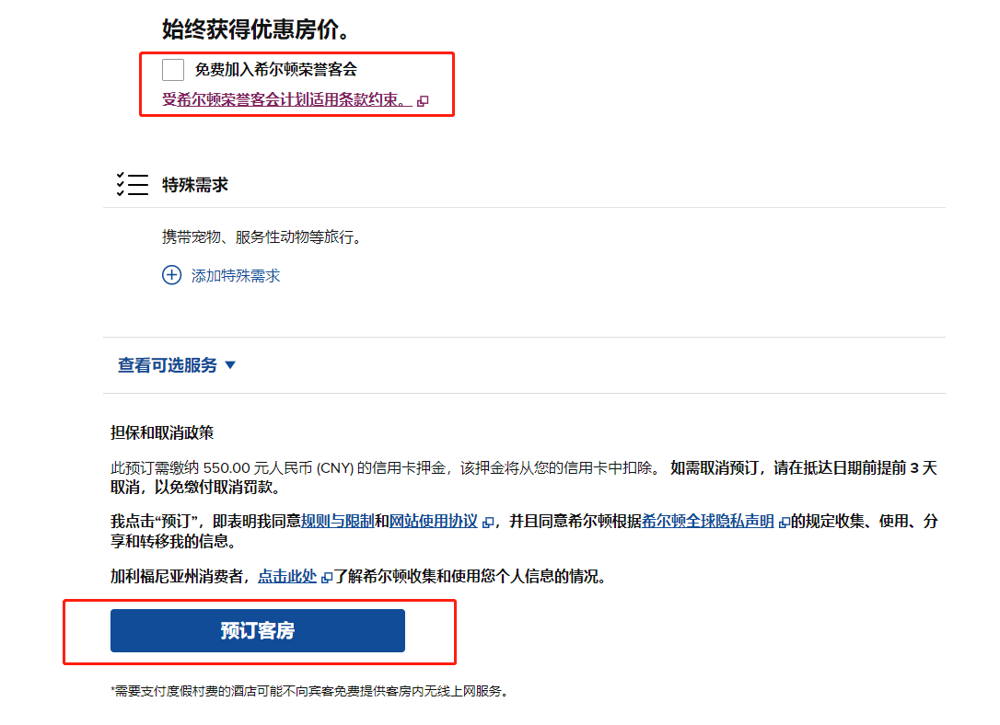 始终获得优惠房价。
免费加入希尔顿荣誉客会
受希尔顿荣誉客会计划适用条款约束。
特殊需求
携带宠物、服务性动物等旅行。
添加特殊需求
查看可选服务
担保和取消政策
此预订需缴纳 550.00 元人民币 (CNY) 的信用卡押金，该押金将从您的信用卡中扣除。 如需取消预订，请在抵达日期前提前 3 天
取消，以免缴付取消罚款。
我点击“预订”，即表明我同意规则与限制和网站使用协议，并且同意希尔顿根据希尔顿全球隐私声明的规定收集、使用、分
享和转移我的信息。
加利福尼亚州消费者，点击此处了解希尔顿收集和使用您个人信息的情况。
预订客房
*需要支付度假村费的酒店可能不向宾客免费提供客房内无线上网服务。